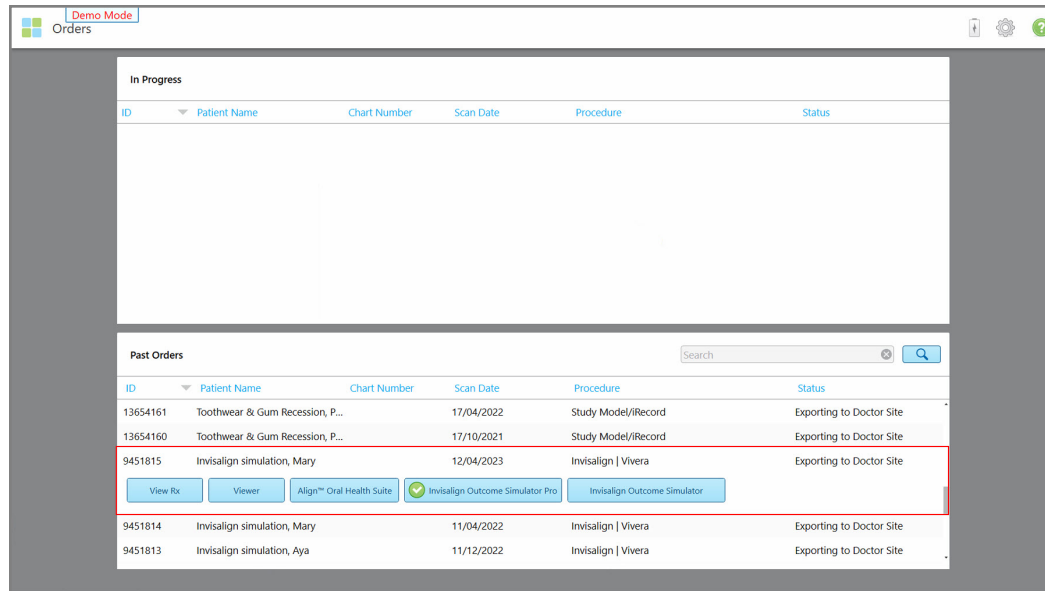 Demo Mode
Orders
?
In Progress
ID Patient Name Chart Number Scan Date Procedure Status
Past Orders Search
ID Patient Name Chart Number Scan Date Procedure Status
13654161 Toothwear & Gum Recession, P... 17/04/2022 Study Model/iRecord Exporting to Doctor Site
13654160 Toothwear & Gum Recession, P... 17/10/2021 Study Model/iRecord Exporting to Doctor Site
9451815 Invisalign simulation, Mary 12/04/2023 Invisalign | Vivera Exporting to Doctor Site
View Rx Viewer Align™ Oral Health Suite Invisalign Outcome Simulator Pro Invisalign Outcome Simulator
9451814 Invisalign simulation, Mary 11/04/2022 Invisalign | Vivera Exporting to Doctor Site
9451813 Invisalign simulation, Aya 11/12/2022 Invisalign | Vivera Exporting to Doctor Site